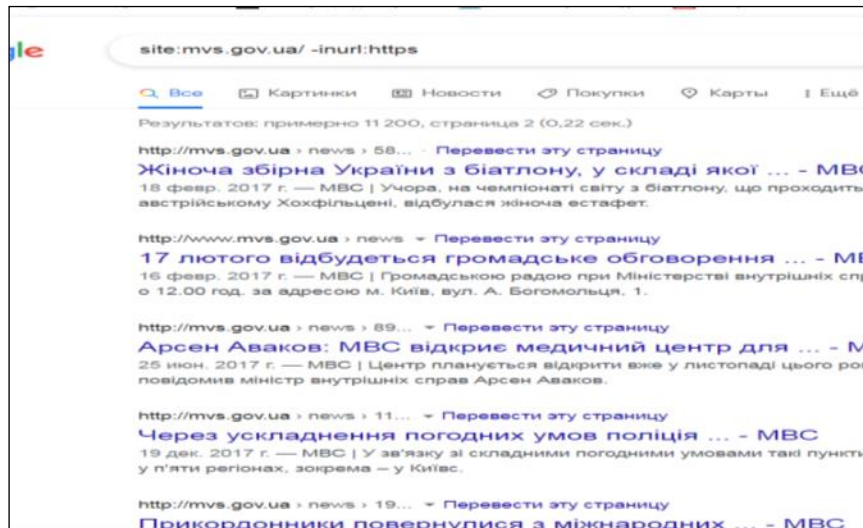 gle
site:mvs.gov.ua/ -inurl:https
Все Картинки Новости Покупки Карты Ещё
Результатов: примерно 11 200, страница 2 (0,22 сек.)
http://mvs.gov.ua › news › 58... · Перевести эту страницу
Жіноча збірна України з біатлону, у складі якої ... - МВС
18 февр. 2017 г. — МВС | Учора, на чемпіонаті світу з біатлону, що проходить
австрійському Хохфільцені, відбулася жіноча естафет.
http://www.mvs.gov.ua › news Перевести эту страницу
17 лютого відбудеться громадське обговорення ... - МВ
16 февр. 2017 г. — МВС | Громадською радою при Міністерстві внутрішніх спр
о 12.00 год. за адресою м. Київ, вул. А. Богомольця, 1.
http://mvs.gov.ua › news › 89... Перевести эту страницу
Арсен Аваков: МВС відкриє медичний центр для ... - М
25 июн. 2017 г. — МВС | Центр планується відкрити вже у листопаді цього ро
повідомив міністр внутрішніх справ Арсен Аваков.
http://mvs.gov.ua › news › 11... Перевести эту страницу
Через ускладнення погодних умов поліція ... - МВС
19 дек. 2017 г. — МВС | У зв'язку зі складними погодними умовами такі пункти
у п'яти регіонах, зокрема – у Київс.
http://mvs.gov.ua › news › 19... Перевести эту страницу
Прикордонники повернулися з міжнародних ... - МВС